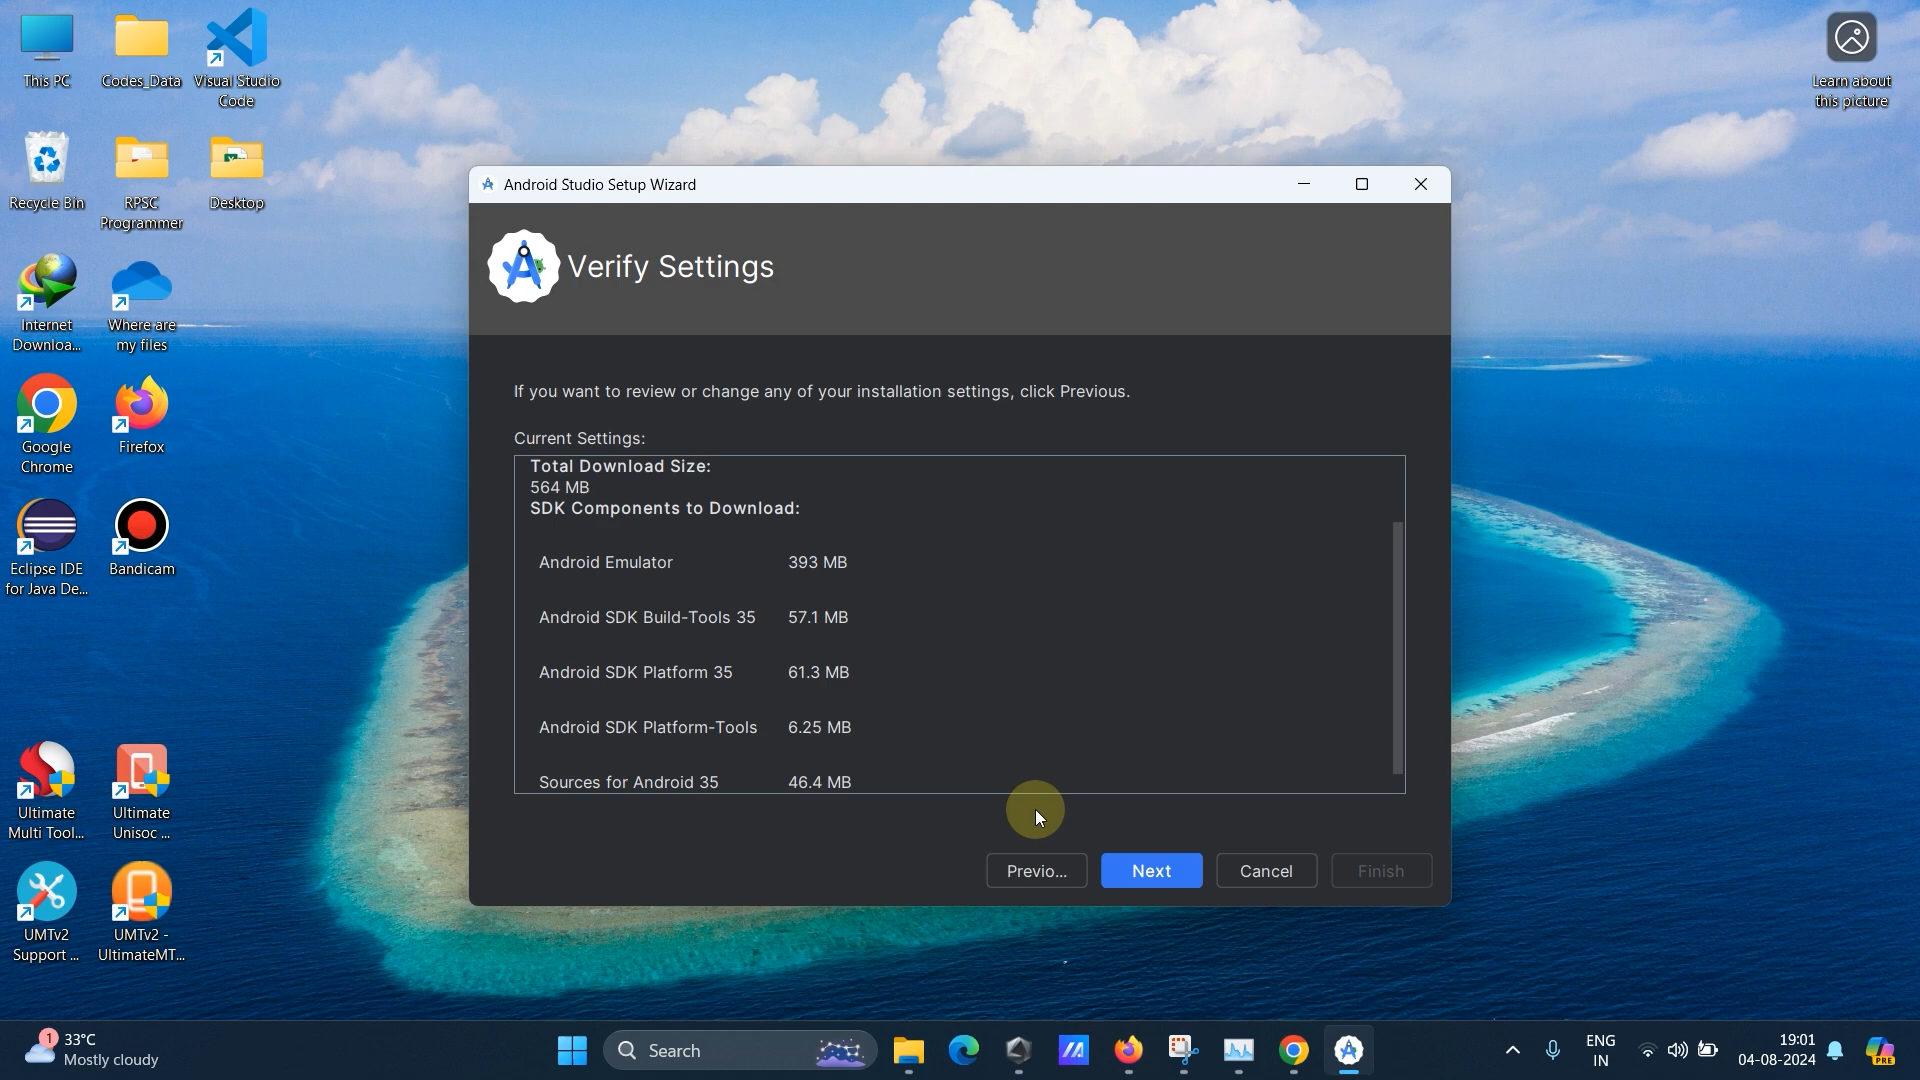 This PC
Codes_Data
Visual Studio
Code
Learn about
this picture
Recycle Bin
RPSC
Programmer
Desktop
Internet
Downloa...
Where are
my files
Google
Chrome
Firefox
Eclipse IDE
for Java De...
Bandicam
Ultimate
Multi Tool...
Ultimate
Unisoc ...
UMTv2
Support ...
UMTv2 -
UltimateMT...
Android Studio Setup Wizard
Verify Settings
If you want to review or change any of your installation settings, click Previous.
Current Settings:
Total Download Size:
564 MB
SDK Components to Download:
Android Emulator 393 MB
Android SDK Build-Tools 35 57.1 MB
Android SDK Platform 35 61.3 MB
Android SDK Platform-Tools 6.25 MB
Sources for Android 35 46.4 MB
Previo...
Next
Cancel
Finish
1
33°C
Mostly cloudy
Search
ENG
IN
19:01
04-08-2024
PRE